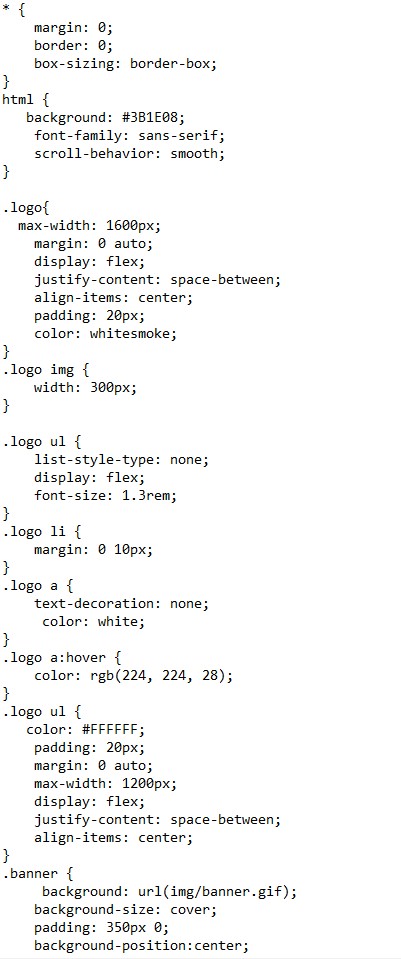 * {
    margin: 0;
    border: 0;
    box-sizing: border-box;
}
html {
   background: #3B1E08;
    font-family: sans-serif;
    scroll-behavior: smooth;
}

.logo{
  max-width: 1600px;
    margin: 0 auto;
    display: flex;
    justify-content: space-between;
    align-items: center;
    padding: 20px;
    color: whitesmoke;
}
.logo img {
    width: 300px;
}

.logo ul {
    list-style-type: none;
    display: flex;
    font-size: 1.3rem;
}
.logo li {
    margin: 0 10px;
}
.logo a {
    text-decoration: none;
     color: white;
}
.logo a:hover {
    color: rgb(224, 224, 28);
}
.logo ul {
   color: #FFFFFF;
    padding: 20px;
    margin: 0 auto;
    max-width: 1200px;
    display: flex;
    justify-content: space-between;
    align-items: center;
}
.banner {
     background: url(img/banner.gif);
    background-size: cover;
    padding: 350px 0;
    background-position:center;